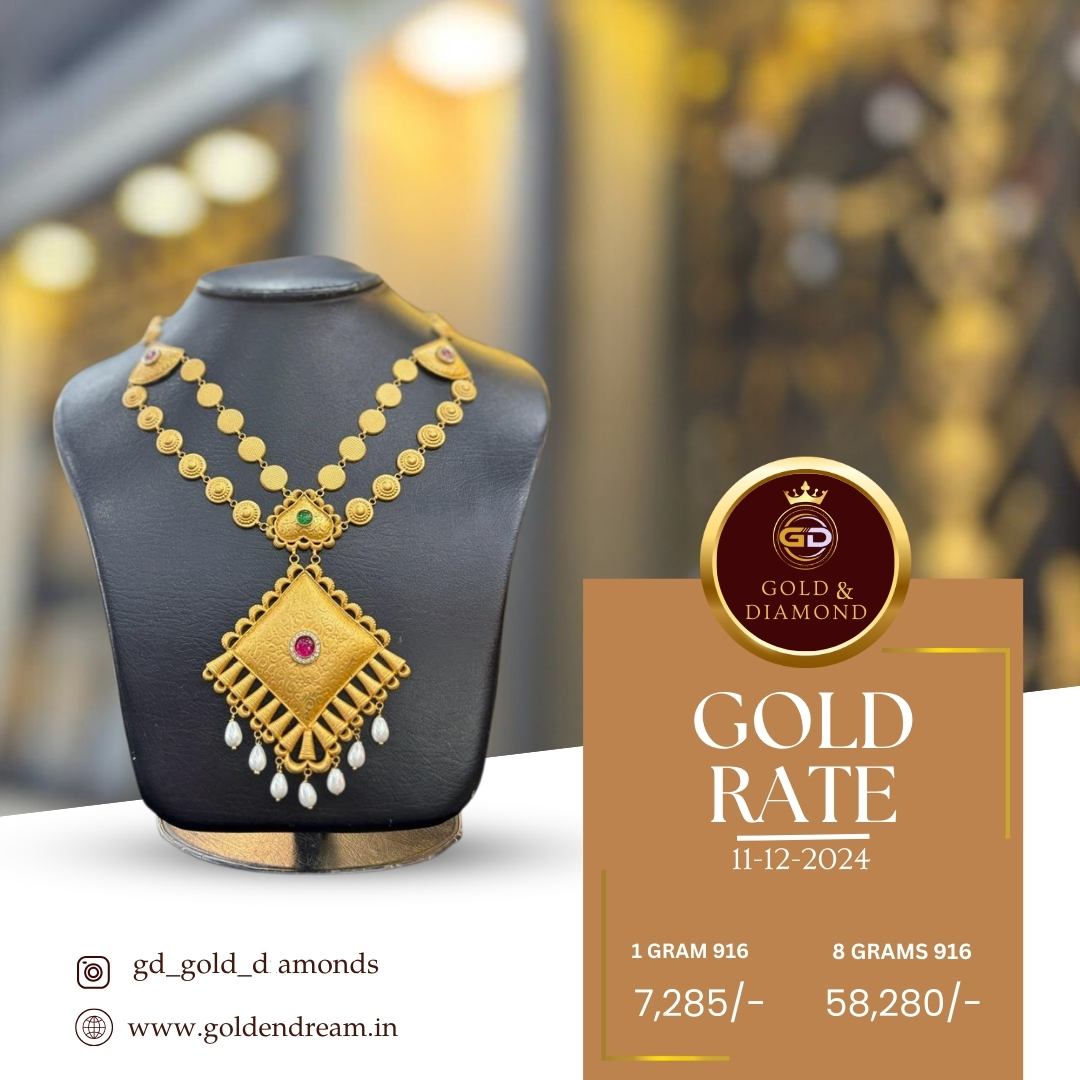 GD
GOLD &
DIAMOND
GOLD
RATE
11-12-2024
1 GRAM 916
8 GRAMS 916
7,285/-
58,280/-
gd_gold_d amonds
www.goldendream.in